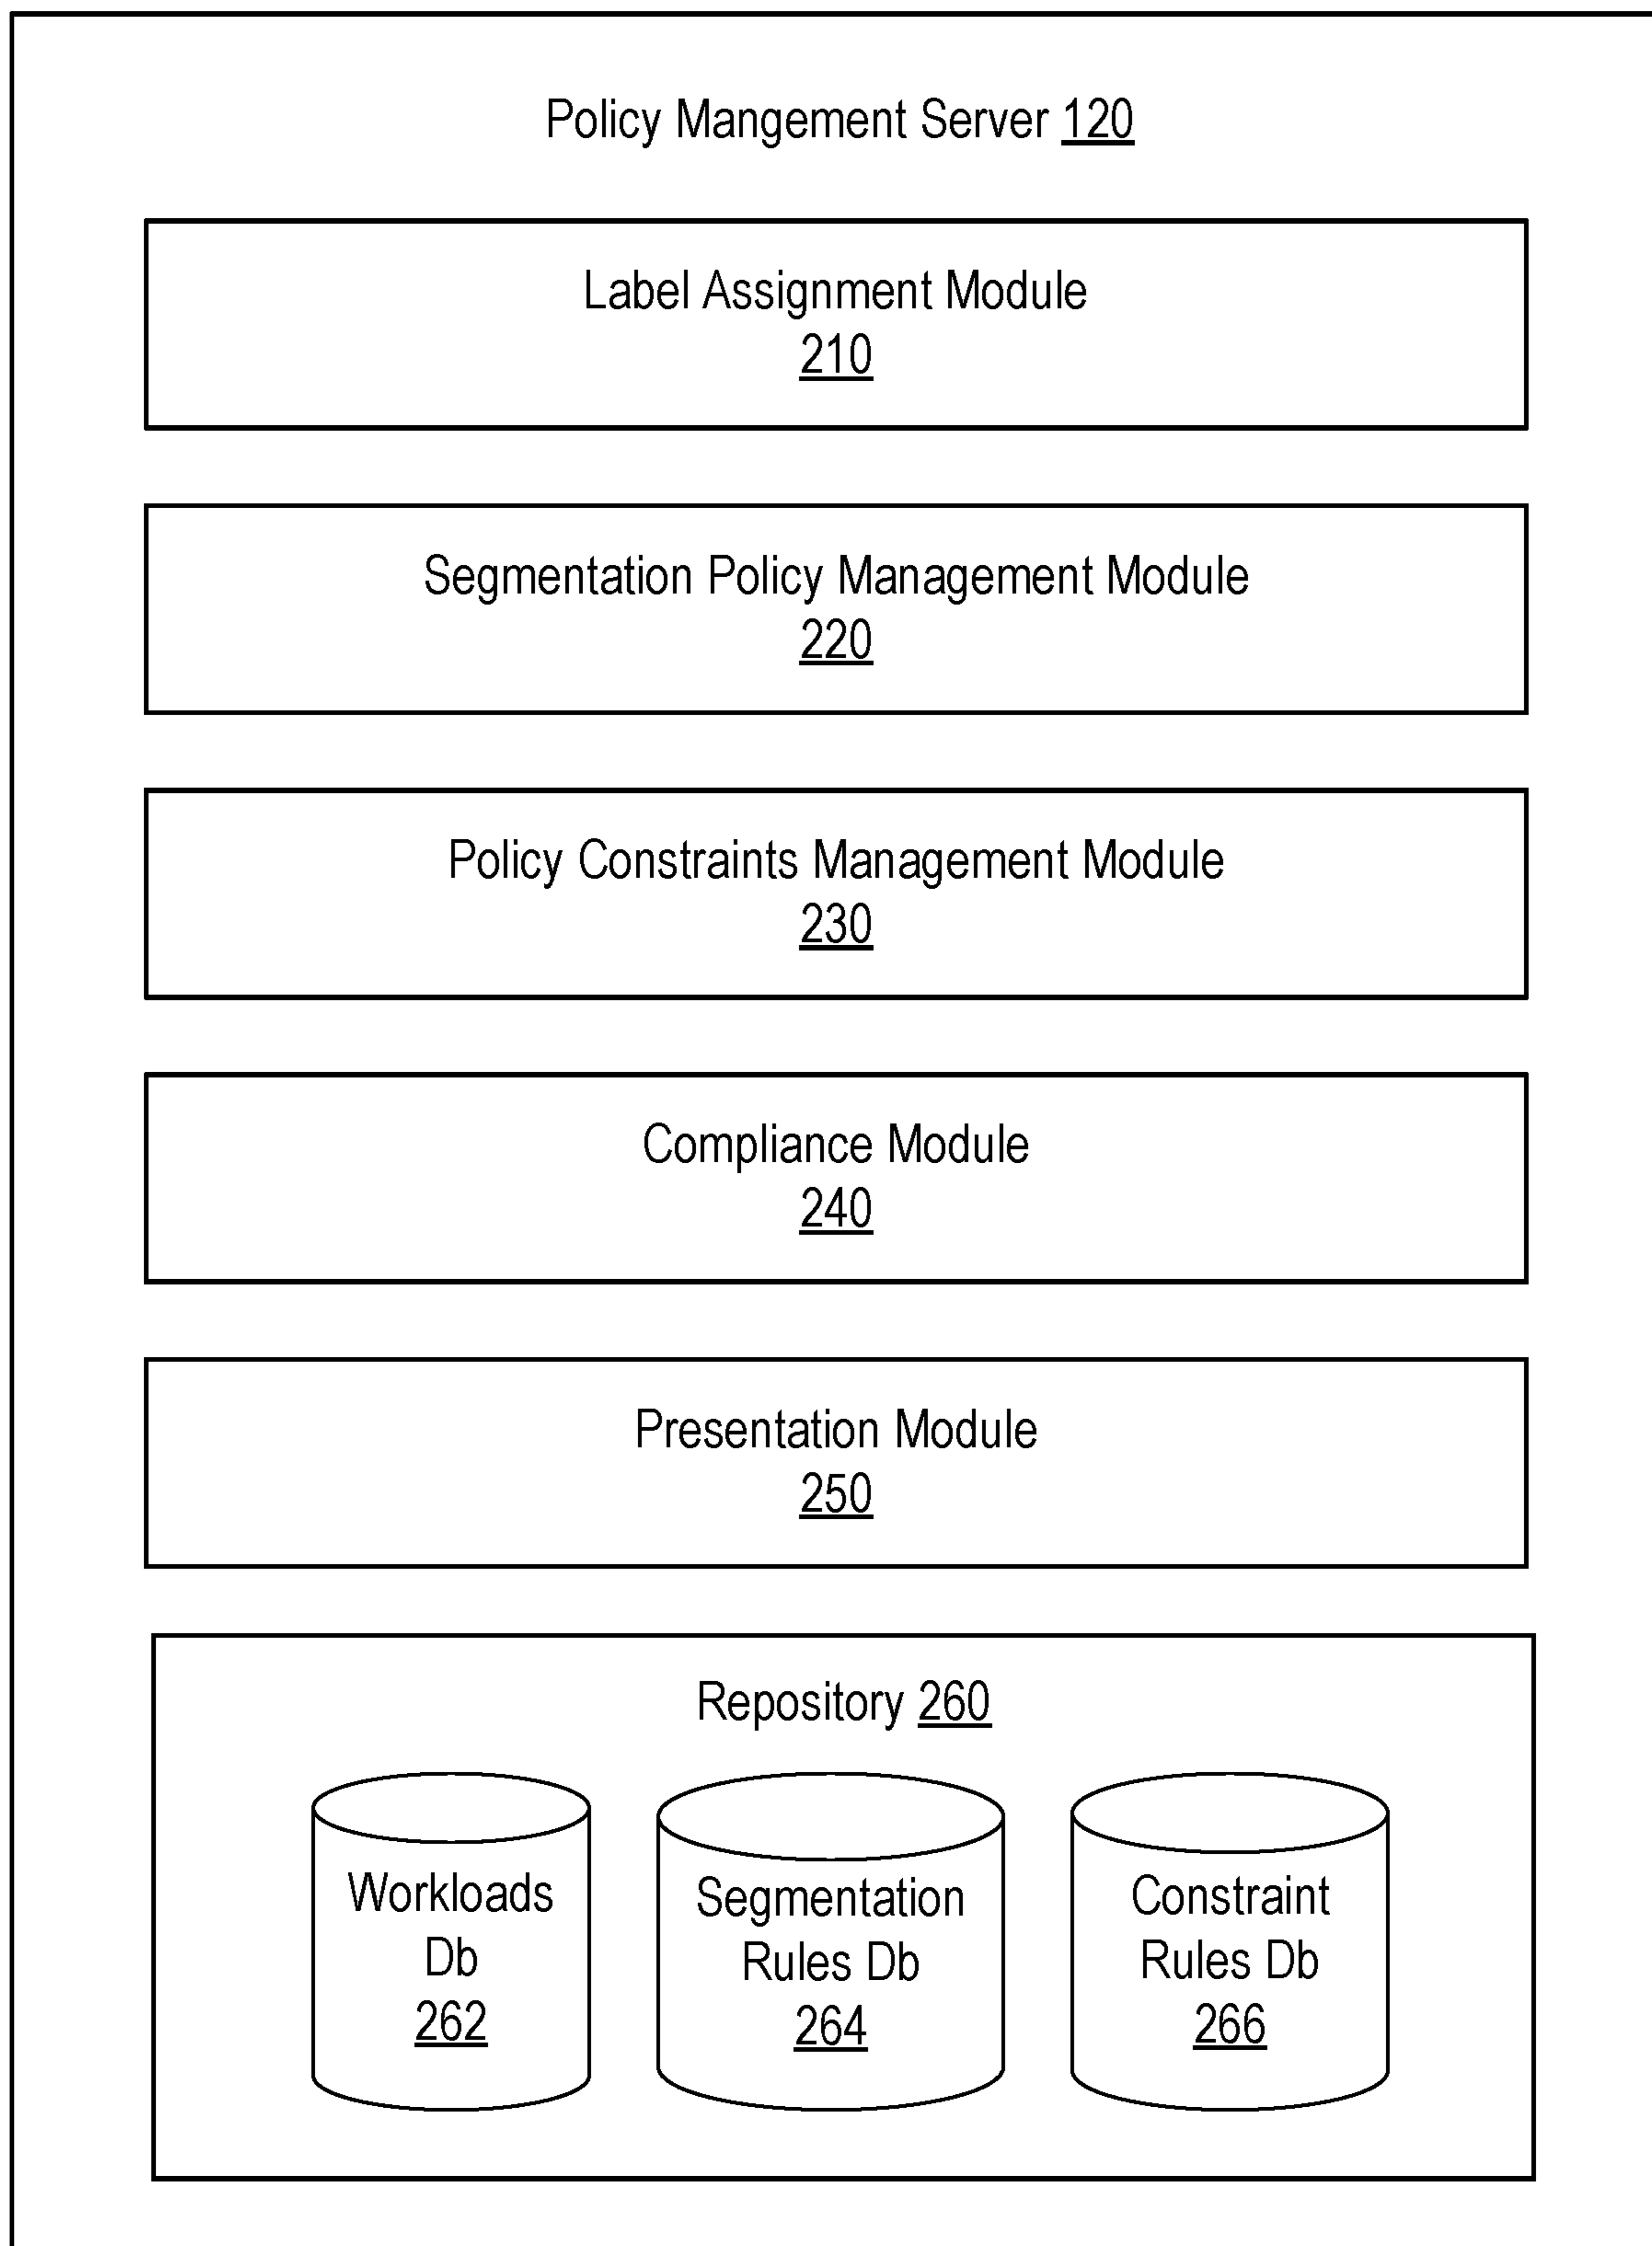 Policy Mangement Server 120
Label Assignment Module
210
Segmentation Policy Management Module
220
Policy Constraints Management Module
230
Compliance Module
240
Presentation Module
250
Repository 260
Workloads
Db
262
Segmentation
Rules Db
264
Constraint
Rules Db
266